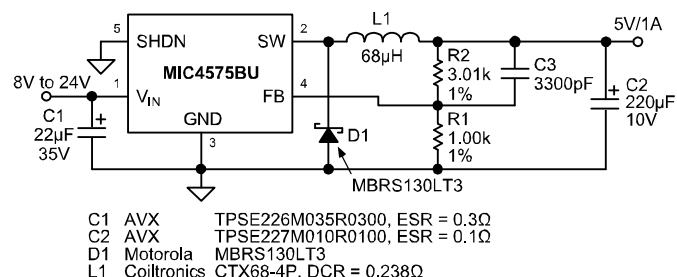 L1
68µH
5V/1A
5
SHDN
SW
2
MIC4575BU
8V to 24V
1
VIN
FB
4
GND
3
C1
+
22µF
35V
D1
MBRS130LT3
R2
3.01k
1%
R1
1.00k
1%
C3
3300pF
+
C2
220µF
10V
C1 AVX TPSE226M035R0300, ESR = 0.3Ω
C2 AVX TPSE227M010R0100, ESR = 0.1Ω
D1 Motorola MBRS130LT3
L1 Coiltronics CTX68-4P, DCR = 0.238Ω